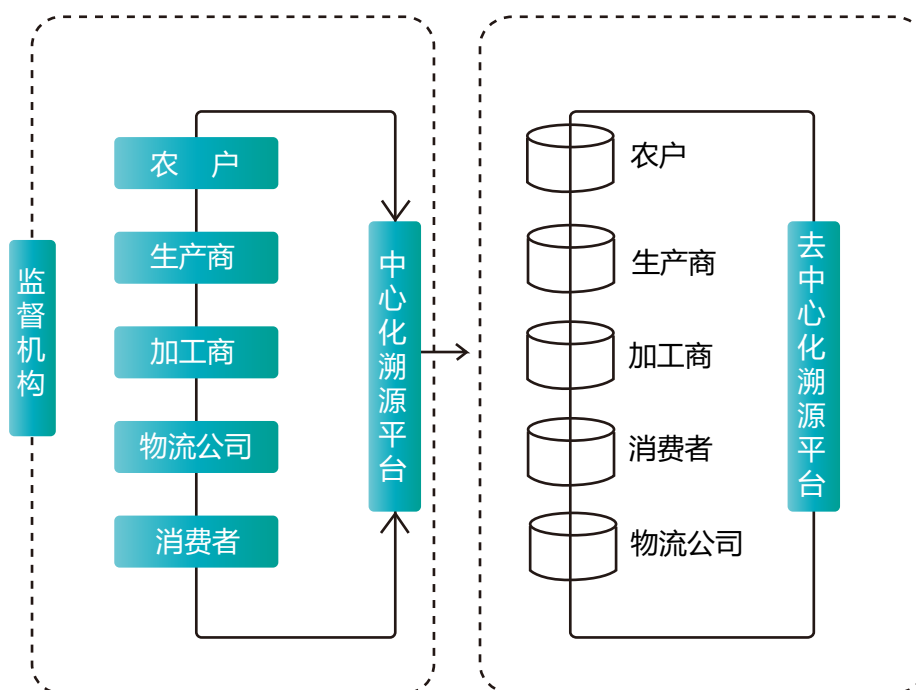 监督机构
农 户
生产商
加工商
物流公司
消费者
中心化溯源平台
农户
生产商
加工商
消费者
物流公司
去中心化溯源平台